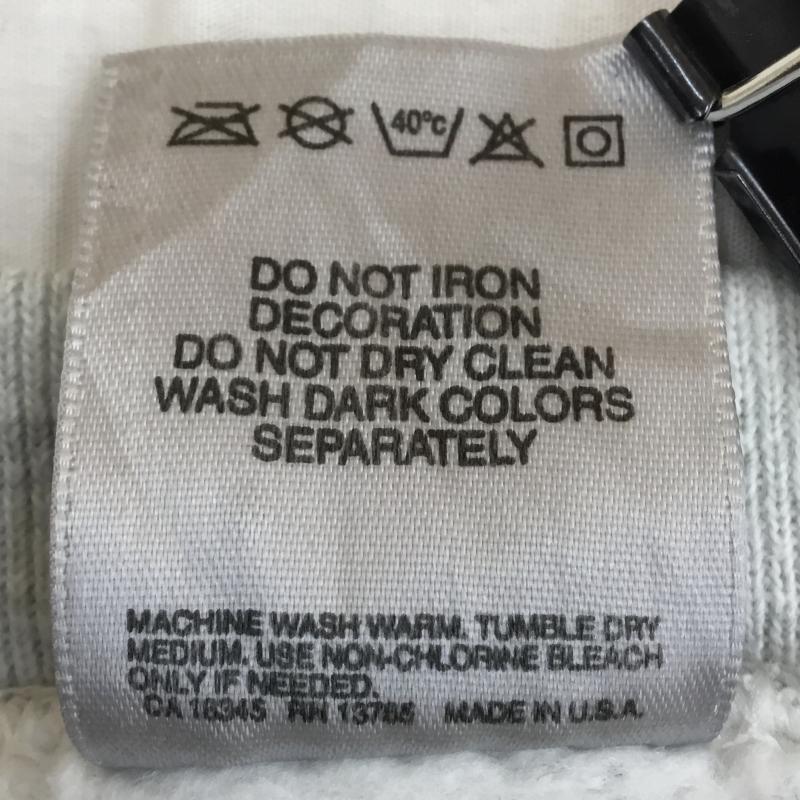 40°c
DO NOT IRON
DECORATION
DO NOT DRY CLEAN
WASH DARK COLORS
SEPARATELY
MACHINE WASH WARM. TUMBLE DRY
MEDIUM. USE NON-CHLORINE BLEACH
ONLY IF NEEDED.
CA 16345 RN 13765 MADE IN U.S.A.